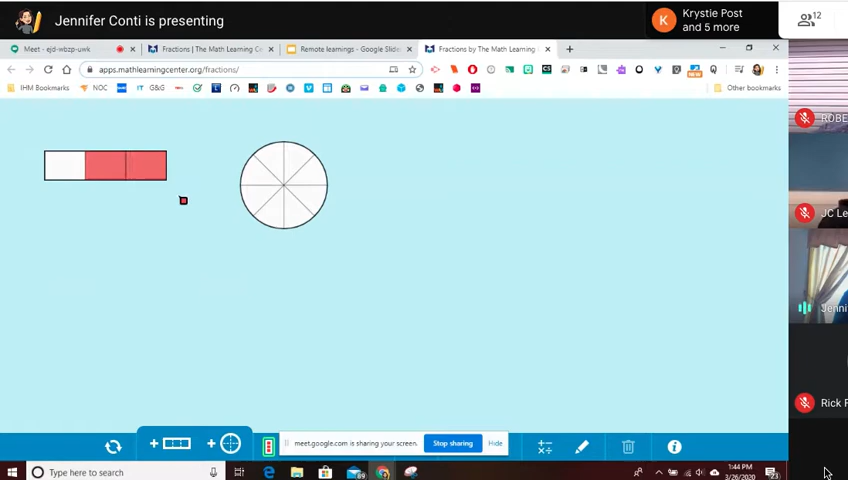 Jennifer Conti is presenting
Krystie Post
and 5 more
K
12
Meet - ejd-wbzp-uwk
Fractions | The Math Learning Ce
Remote learnings - Google Slide
Fractions by The Math Learning
apps.mathlearningcenter.org/fractions/
IHM Bookmarks
NOC
IT
G&G
Other bookmarks
NEW
ROBE
JC Le
Jenni
Rick F
meet.google.com is sharing your screen.
Stop sharing
Hide
Type here to search
1:44 PM
3/26/2020